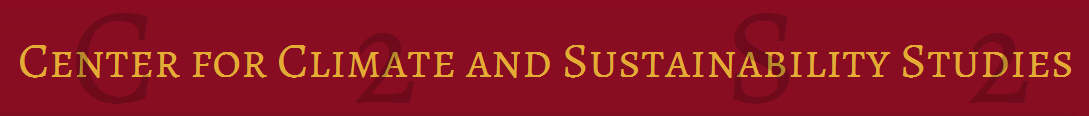 Center for Climate and Sustainability Studies
C 2 S 2